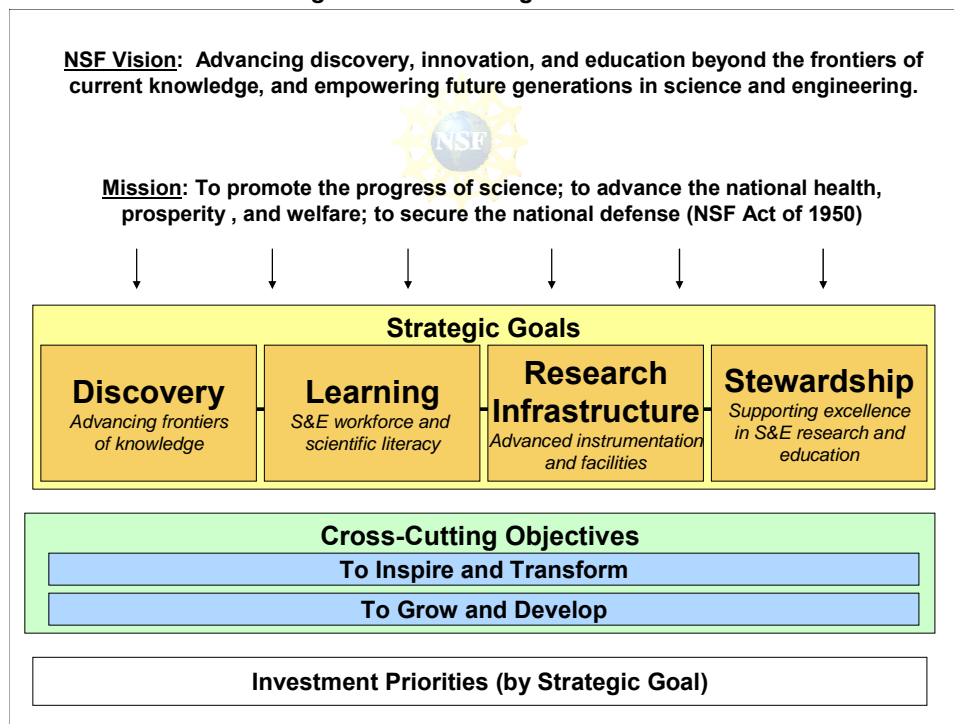 NSF Vision: Advancing discovery, innovation, and education beyond the frontiers of
current knowledge, and empowering future generations in science and engineering.
NSF
Mission: To promote the progress of science; to advance the national health,
prosperity , and welfare; to secure the national defense (NSF Act of 1950)
Strategic Goals
Discovery
Advancing frontiers
of knowledge
Learning
S&E workforce and
scientific literacy
Research
Infrastructure
Advanced instrumentation
and facilities
Stewardship
Supporting excellence
in S&E research and
education
Cross-Cutting Objectives
To Inspire and Transform
To Grow and Develop
Investment Priorities (by Strategic Goal)